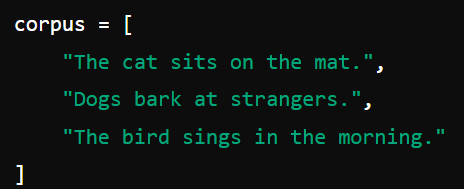 corpus = [
    "The cat sits on the mat.",
    "Dogs bark at strangers.",
    "The bird sings in the morning."
]